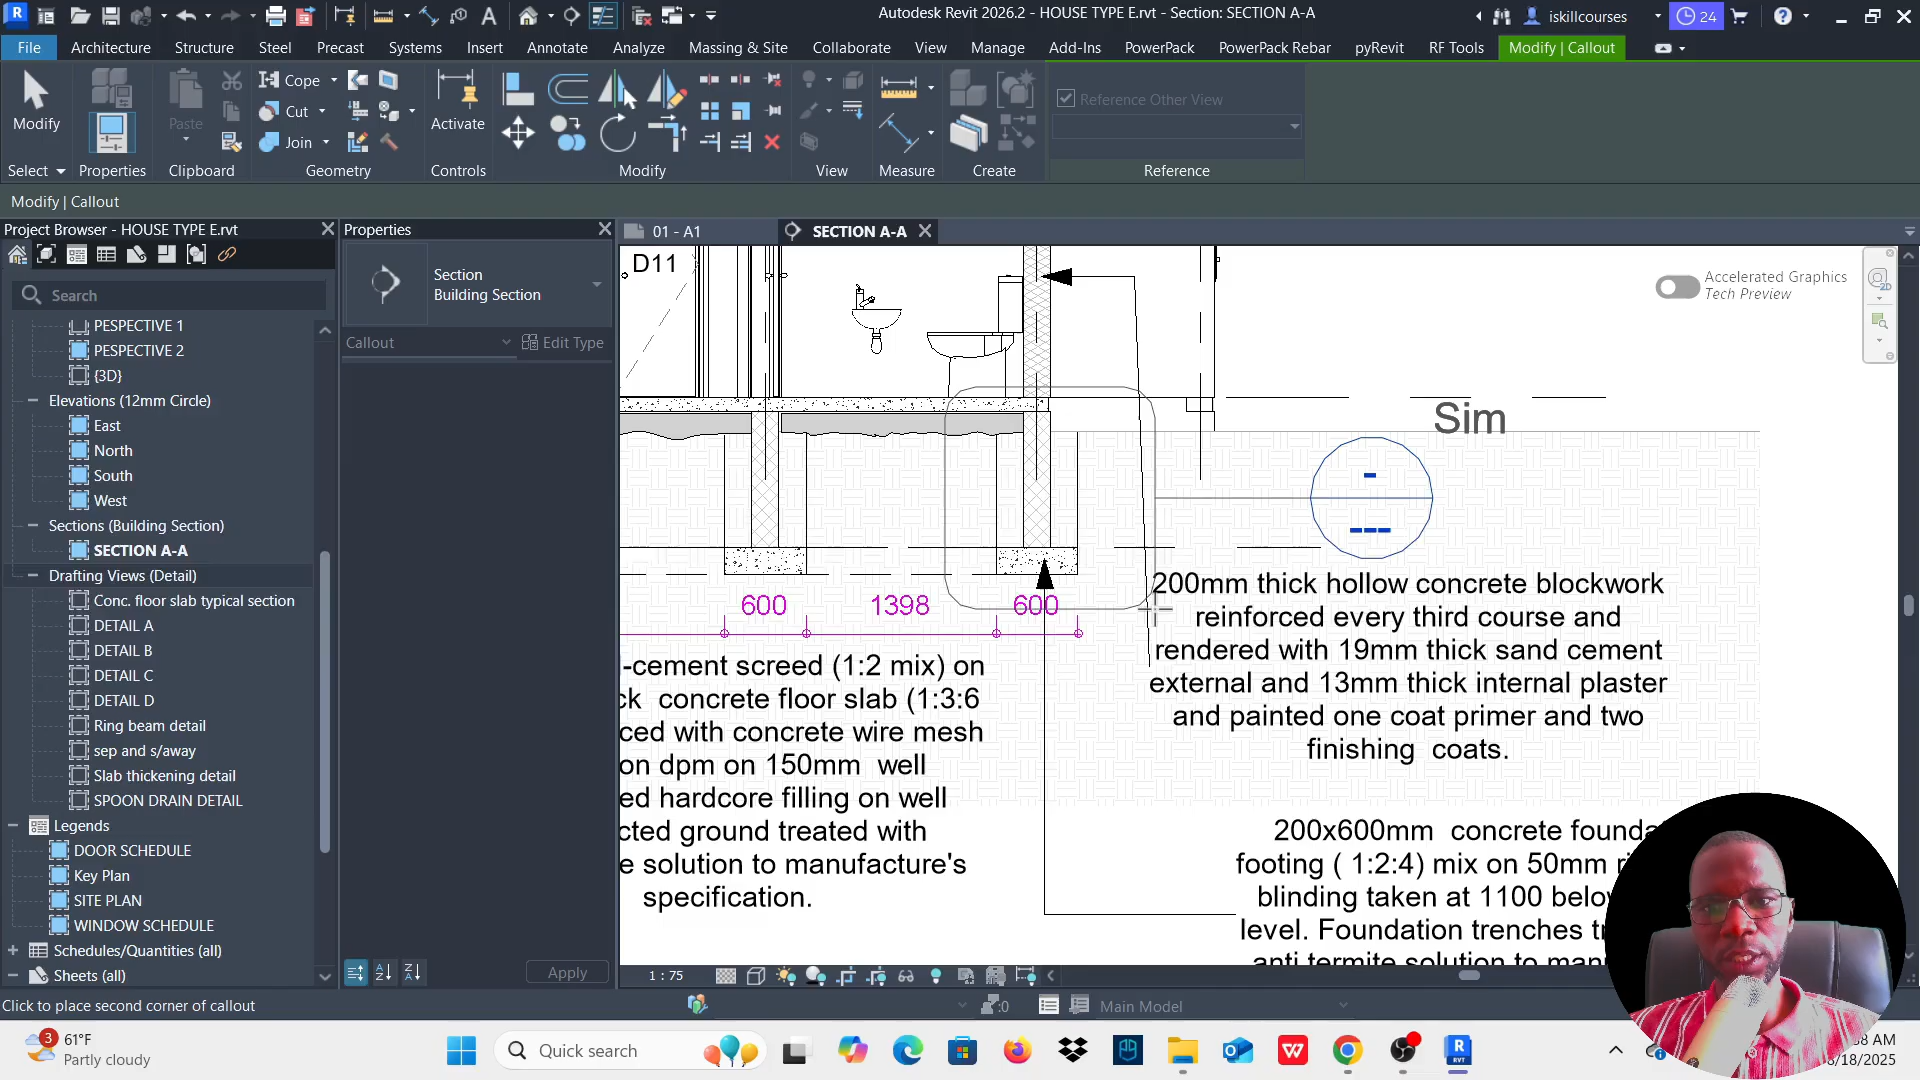 Autodesk Revit 2026.2 - HOUSE TYPE E.rvt - Section: SECTION A-A
iskillcourses
24
File Architecture Structure Steel Precast Systems Insert Annotate Analyze Massing & Site Collaborate View Manage Add-Ins PowerPack PowerPack Rebar pyRevit RF Tools Modify | Callout
Modify
Paste
Cope
Cut
Join
Activate
Reference Other View
Select Properties Clipboard Geometry Controls Modify View Measure Create Reference
Modify | Callout
Project Browser - HOUSE TYPE E.rvt
Search
PESPECTIVE 1
PESPECTIVE 2
{3D}
Elevations (12mm Circle)
East
North
South
West
Sections (Building Section)
SECTION A-A
Drafting Views (Detail)
Conc. floor slab typical section
DETAIL A
DETAIL B
DETAIL C
DETAIL D
Ring beam detail
sep and s/away
Slab thickening detail
SPOON DRAIN DETAIL
Legends
DOOR SCHEDULE
Key Plan
SITE PLAN
WINDOW SCHEDULE
Schedules/Quantities (all)
Sheets (all)
Properties
Section
Building Section
Callout
Edit Type
Apply
01 - A1
SECTION A-A
Accelerated Graphics
Tech Preview
D11
Sim
-
---
600 1398 600
200mm thick hollow concrete blockwork
reinforced every third course and
rendered with 19mm thick sand cement
external and 13mm thick internal plaster
and painted one coat primer and two
finishing coats.
-cement screed (1:2 mix) on
ck concrete floor slab (1:3:6
ced with concrete wire mesh
on dpm on 150mm well
ed hardcore filling on well
cted ground treated with
e solution to manufacture's
specification.
200x600mm concrete founda
footing ( 1:2:4) mix on 50mm
blinding taken at 1100 below
level. Foundation trenches
anti termite solution to
1 : 75
Click to place second corner of callout
:0
Main Model
3
61°F
Partly cloudy
Quick search
8 AM
/18/2025